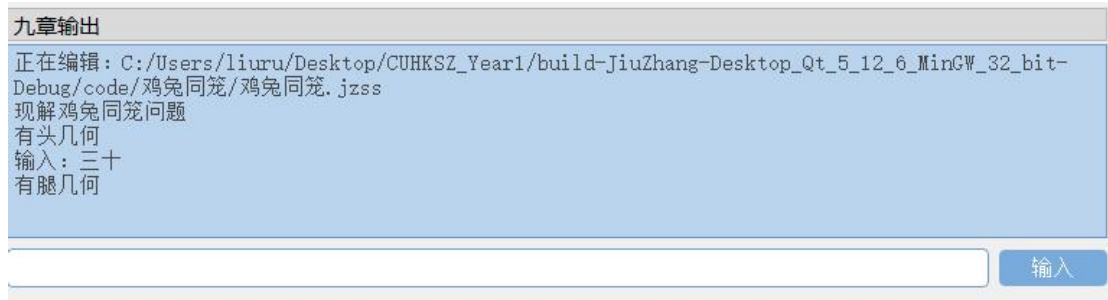 九章输出
正在编辑：C:/Users/liuru/Desktop/CUHKSZ_Year1/build-JiuZhang-Desktop_Qt_5_12_6_MinGW_32_bit-
Debug/code/鸡兔同笼/鸡兔同笼.jzss
现解鸡兔同笼问题
有头几何
输入：三十
有腿几何
输入